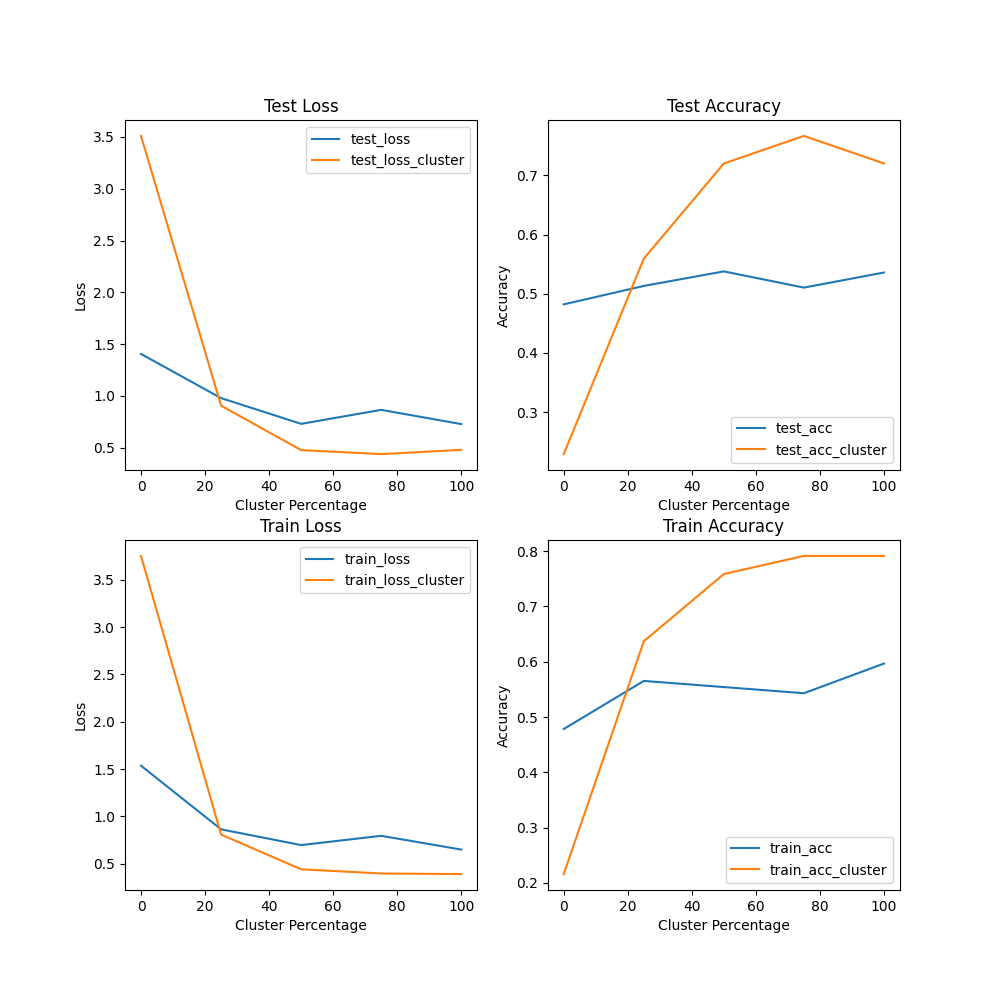 Test Loss
3.5
3.0
2.5
2.0
1.5
1.0
0.5
Loss
test_loss
test_loss_cluster
0 20 40 60 80 100
Cluster Percentage
Test Accuracy
0.7
0.6
0.5
0.4
0.3
Accuracy
test_acc
test_acc_cluster
0 20 40 60 80 100
Cluster Percentage
Train Loss
3.5
3.0
2.5
2.0
1.5
1.0
0.5
Loss
train_loss
train_loss_cluster
0 20 40 60 80 100
Cluster Percentage
Train Accuracy
0.8
0.7
0.6
0.5
0.4
0.3
0.2
Accuracy
train_acc
train_acc_cluster
0 20 40 60 80 100
Cluster Percentage